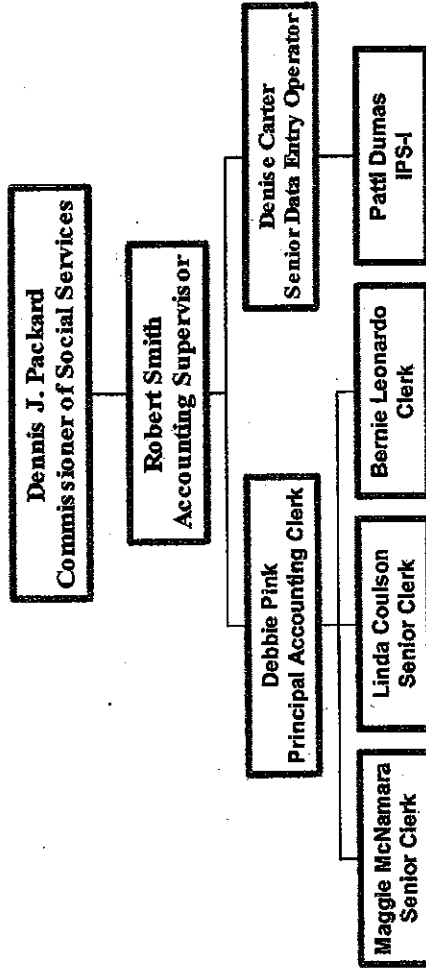 Dennis J. Packard
Commissioner of Social Services
Robert Smith
Accounting Supervisor
Debbie Pink
Principal Accounting Clerk
Denise Carter
Senior Data Entry Operator
Maggie McNamara
Senior Clerk
Linda Coulson
Senior Clerk
Bernie Leonardo
Clerk
Patti Dumas
IPS-I